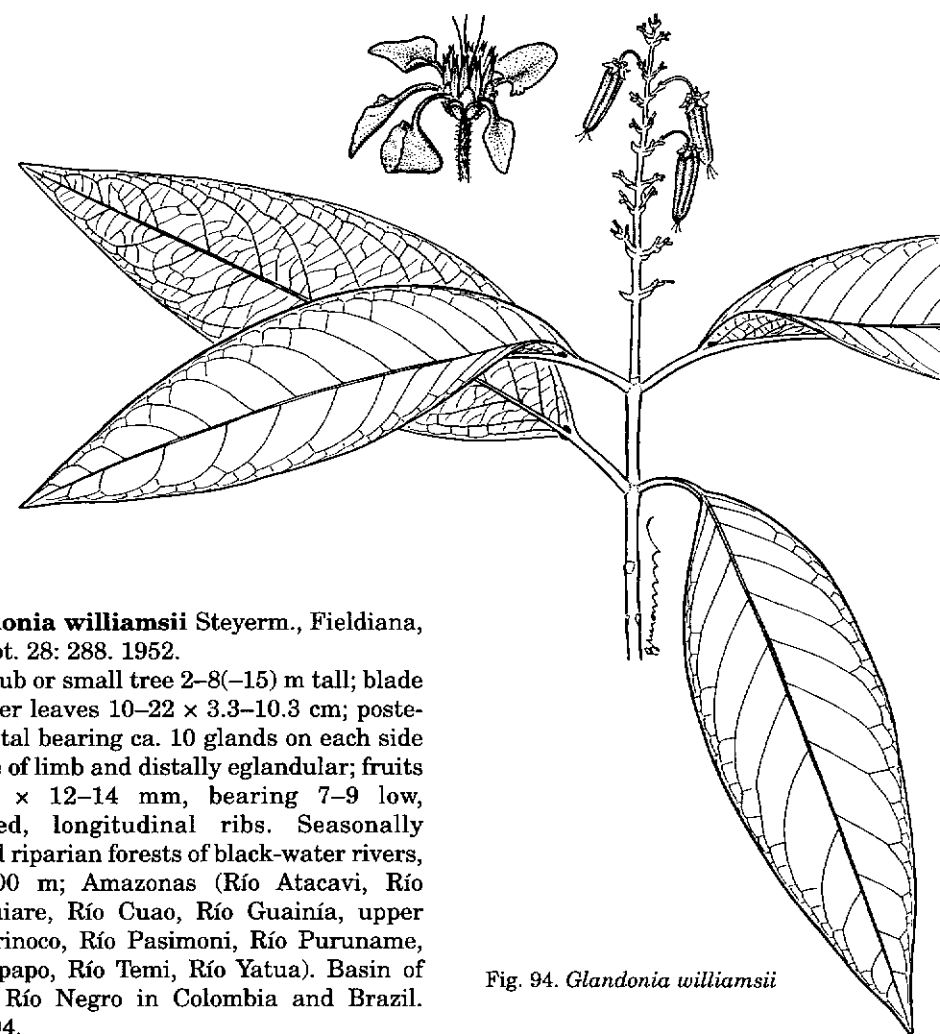 onia williamsii Steyerm., Fieldiana,
ot. 28: 288. 1952.
ub or small tree 2–8(–15) m tall; blade
er leaves 10–22 × 3.3–10.3 cm; poste-
tal bearing ca. 10 glands on each side
of limb and distally eglandular; fruits
× 12–14 mm, bearing 7–9 low,
ed, longitudinal ribs. Seasonally
riparian forests of black-water rivers,
00 m; Amazonas (Río Atacavi, Río
uiare, Río Cuao, Río Guainía, upper
rinoco, Río Pasimoni, Río Puruname,
papo, Río Temi, Río Yatua). Basin of
Río Negro in Colombia and Brazil.
94.
Fig. 94. Glandonia williamsii